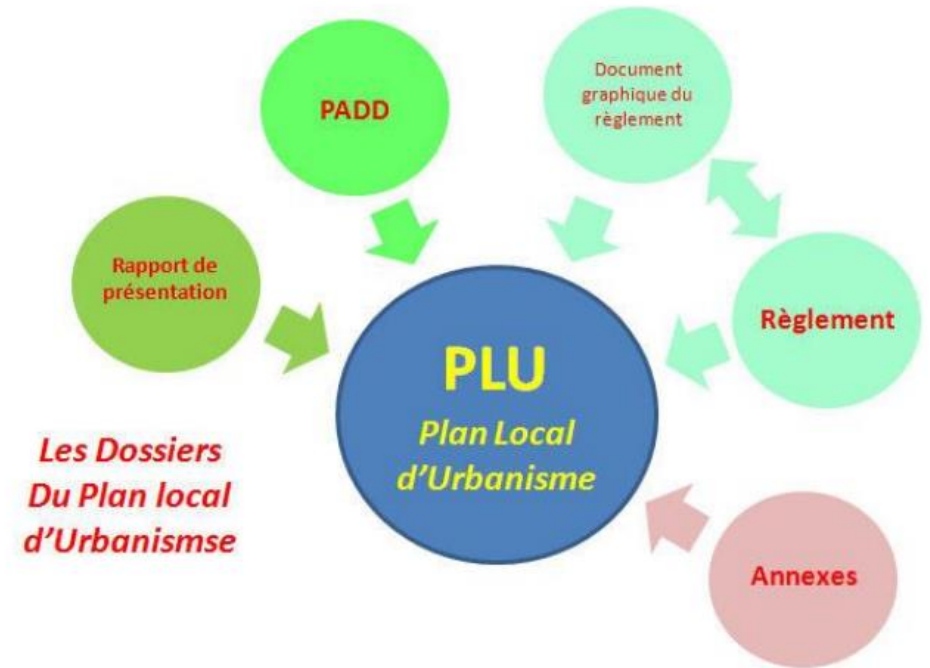 PADD
Document
graphique du
règlement
Rapport de
présentation
Règlement
PLU
Plan Local
d'Urbanisme
Les Dossiers
Du Plan local
d'Urbanismse
Annexes